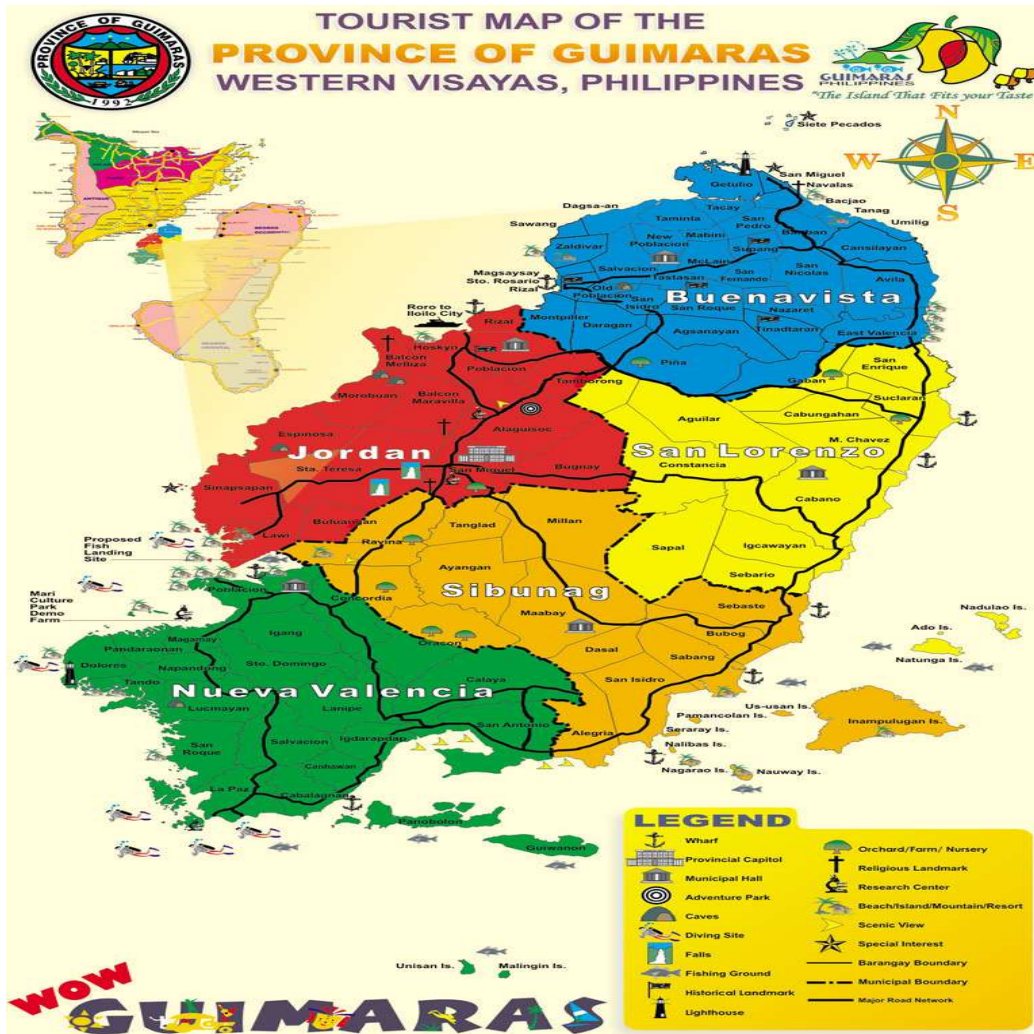 TOURIST MAP OF THE
PROVINCE OF GUIMARAS
WESTERN VISAYAS, PHILIPPINES
PROVINCE OF GUIMARAS
1992
GUIMARAS
PHILIPPINES
"The Island That Fits your Taste
N
W
E
S
Siete Pecados
San Miguel
Navalas
Getulio
Bacjao
Tanag
Umilig
Dagsa-an
Tacay
Sawang
Taminla
San
Pedro
Banban
New
Poblacion
Mabini
Supang
Cansilayan
Zaldivar
McLain
Salvacion
Tastasan
San
Fernando
San
Nicolas
Avila
Magsaysay
Sto. Rosario
Rizal
Old
Poblacion
San
Isidro
San Roque
Buenavista
Nazaret
Montpiller
Daragan
Agsanayan
Tinadtaran
East Valencia
Piña
Roro to
Iloilo City
Rizal
Hoskyn
Balcon
Melliza
Poblacion
Tamborong
Morobuan
Balcon
Maravilla
Espinosa
Alaguisoc
Jordan
Sta. Teresa
San Miguel
Bugnay
Sinapsapan
Buluangan
Lawi
San
Enrique
Gaban
Suclaran
Aguilar
Cabungahan
M. Chavez
San Lorenzo
Constancia
Cabano
Sapal
Igcawayan
Sebario
Proposed
Fish
Landing
Site
Ravina
Tanglad
Millan
Ayangan
Concordia
Sibunag
Maabay
Sebaste
Bubog
Oracon
Dasal
Sabang
San Isidro
Alegria
Mari
Culture
Park
Demo
Farm
Poblacion
Igang
Magamay
Pandaraonan
Dolores
Napandong
Sto. Domingo
Tando
Calaya
Nueva Valencia
Lucmayan
Lanipe
San Antonio
San
Roque
Salvacion
Igdarapdap
Canhawan
La Paz
Cabalagnan
Panobolon
Guiwanon
Nadulao Is.
Ado Is.
Natunga Is.
Us-usan Is.
Pamancolan Is.
Inampulugan Is.
Seraray Is.
Nalibas Is.
Nagarao Is.
Nauway Is.
Unisan Is.
Malingin Is.
LEGEND
Wharf
Provincial Capitol
Municipal Hall
Adventure Park
Caves
Diving Site
Falls
Fishing Ground
Historical Landmark
Lighthouse
Orchard/Farm/ Nursery
Religious Landmark
Research Center
Beach/Island/Mountain/Resort
Scenic View
Special Interest
Barangay Boundary
Municipal Boundary
Major Road Network
WOW
GUIMARAS